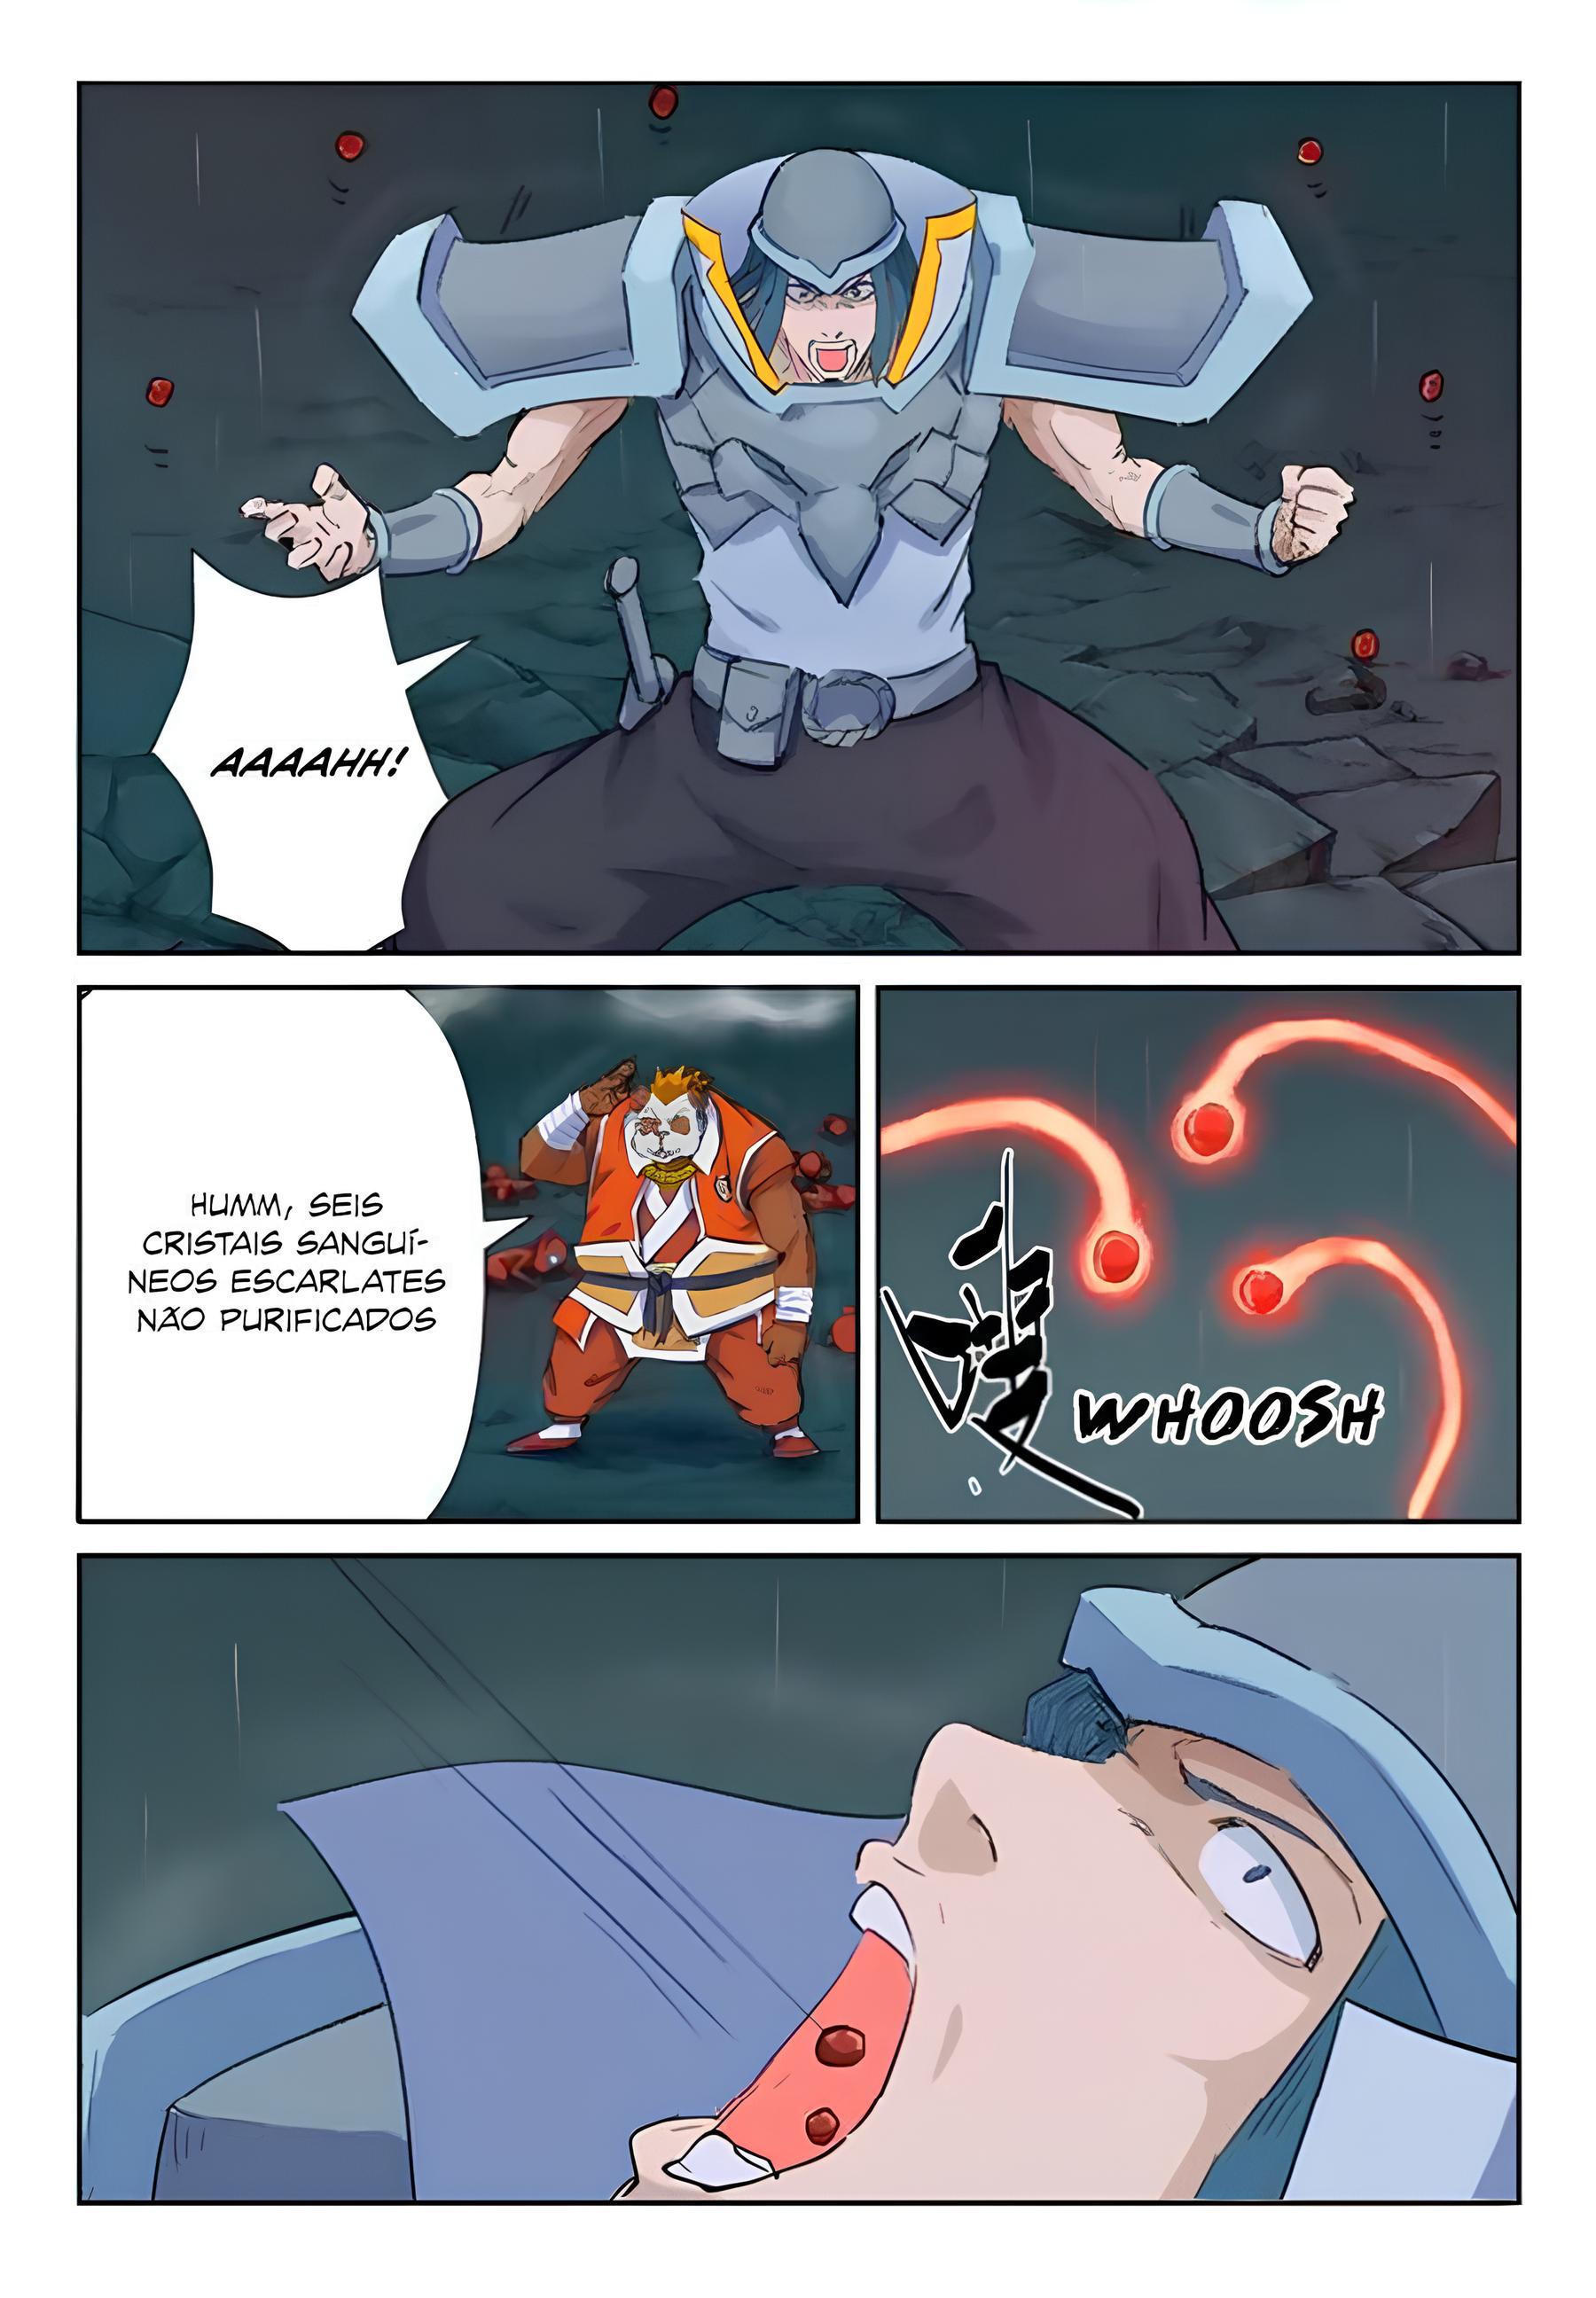 AAAAHH!
HUMM, SEIS
CRISTAIS SANGUÍ-
NEOS ESCARLATES
NÃO PURIFICADOS
WHOOSH